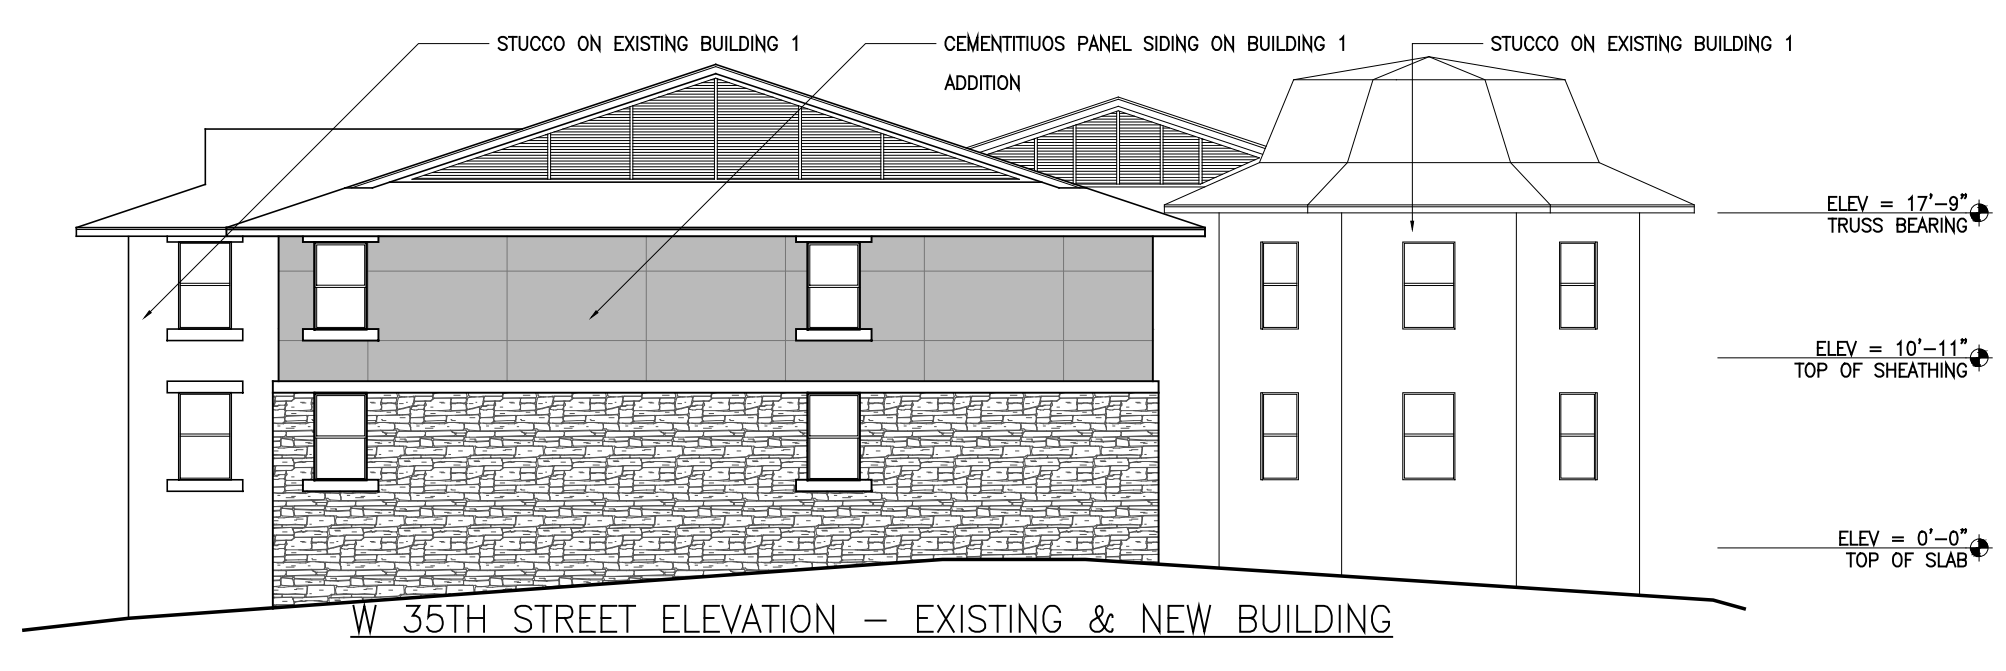 STUCCO ON EXISTING BUILDING 1
CEMENTITIUOS PANEL SIDING ON BUILDING 1
ADDITION
STUCCO ON EXISTING BUILDING 1
ELEV = 17'-9"
TRUSS BEARING
ELEV = 10'-11"
TOP OF SHEATHING
ELEV = 0'-0"
TOP OF SLAB
W 35TH STREET ELEVATION - EXISTING & NEW BUILDING